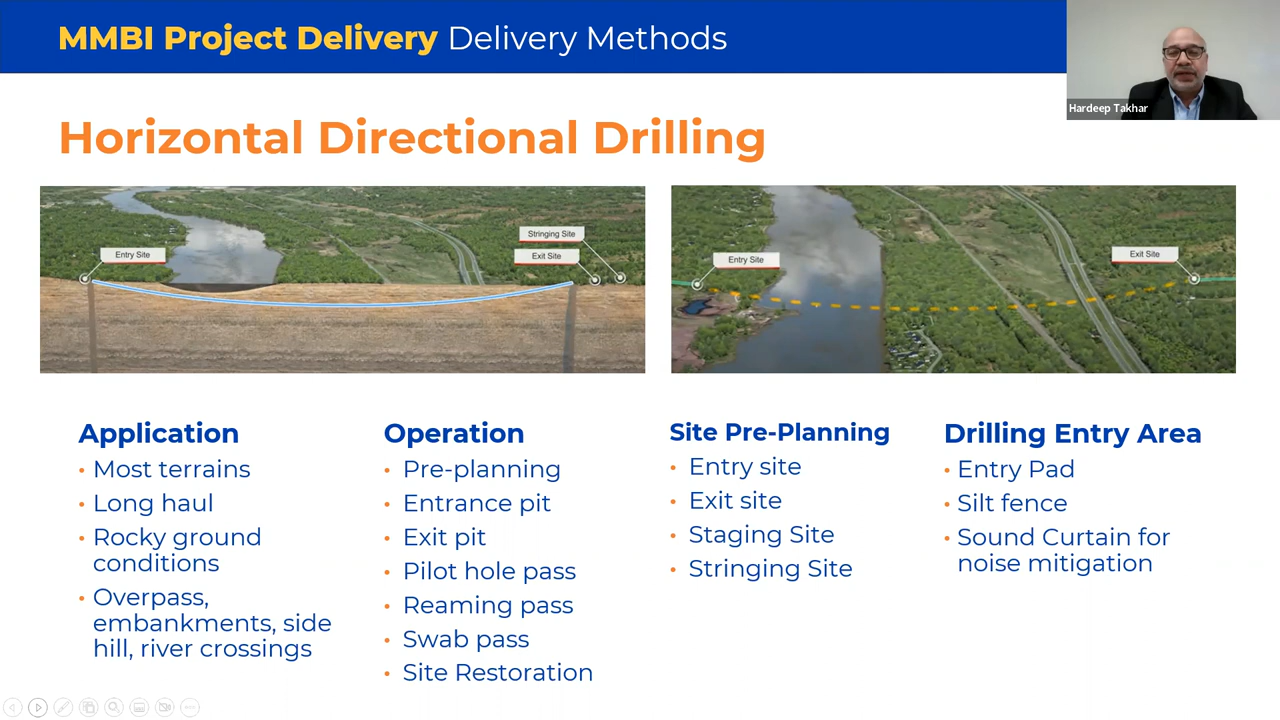 MMBI Project Delivery Delivery Methods
Hardeep Takhar
Horizontal Directional Drilling
Entry Site
Stringing Site
Exit Site
Entry Site
Exit Site
Application
• Most terrains
• Long haul
• Rocky ground
conditions
• Overpass,
embankments, side
hill, river crossings
Operation
• Pre-planning
• Entrance pit
• Exit pit
• Pilot hole pass
• Reaming pass
• Swab pass
• Site Restoration
Site Pre-Planning
• Entry site
• Exit site
• Staging Site
• Stringing Site
Drilling Entry Area
• Entry Pad
• Silt fence
• Sound Curtain for
noise mitigation